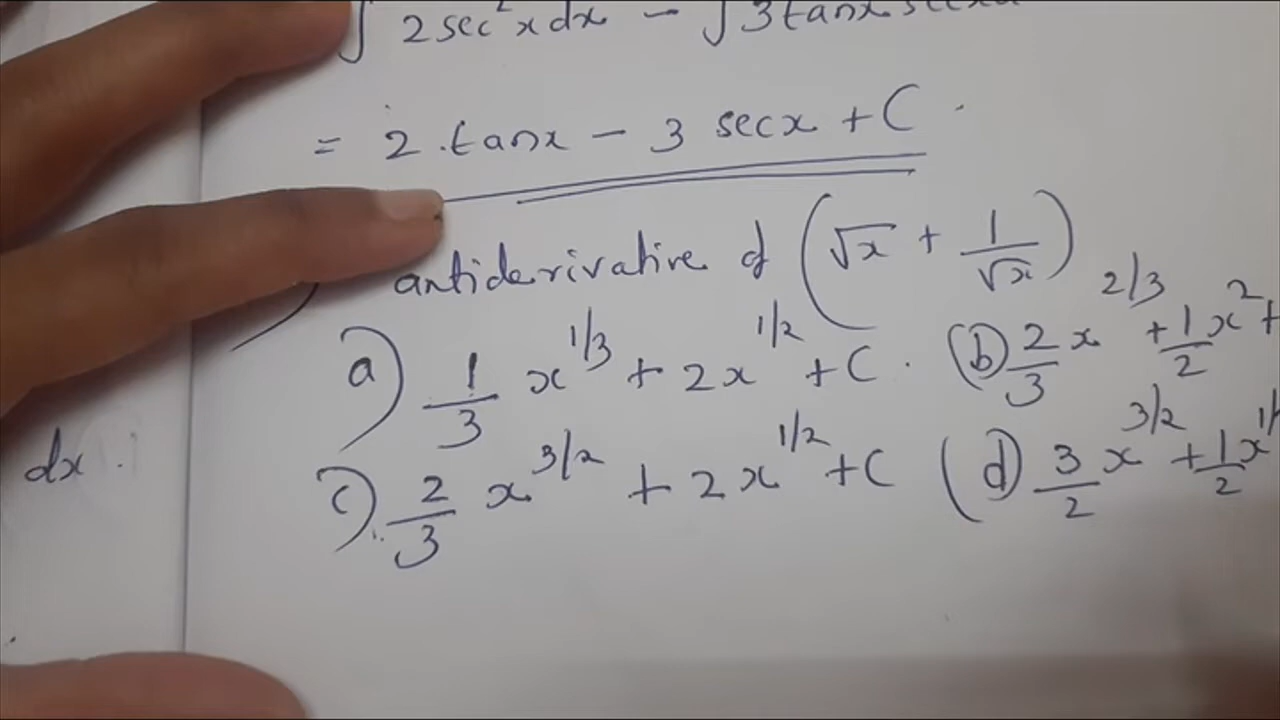 ∫ 2sec²x dx − ∫ 3tanx secx
= 2.tanx − 3 secx + C.
antiderivative of (√x + 1/√x)
a) 1/3 x^1/3 + 2x^1/2 + C. (b) 2/3 x^2/3 + 1/2 x² +
dx.
c) 2/3 x^3/2 + 2x^1/2 + C (d) 3/2 x^3/2 + 1/2 x^1/